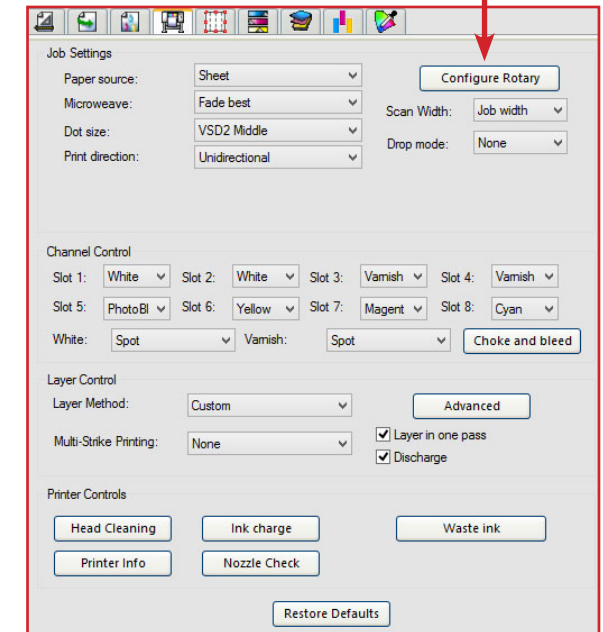 Job Settings
Paper source: Sheet Configure Rotary
Microweave: Fade best Scan Width: Job width
Dot size: VSD2 Middle Drop mode: None
Print direction: Unidirectional
Channel Control
Slot 1: White Slot 2: White Slot 3: Varnish Slot 4: Varnish
Slot 5: PhotoBl Slot 6: Yellow Slot 7: Magent Slot 8: Cyan
White: Spot Varnish: Spot Choke and bleed
Layer Control
Layer Method: Custom Advanced
Multi-Strike Printing: None Layer in one pass
Discharge
Printer Controls
Head Cleaning Ink charge Waste ink
Printer Info Nozzle Check
Restore Defaults